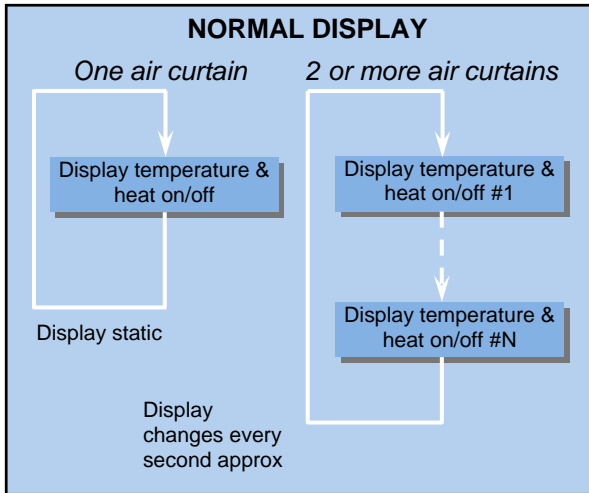 NORMAL DISPLAY
One air curtain
Display temperature &
heat on/off
Display static
2 or more air curtains
Display temperature &
heat on/off #1
Display temperature &
heat on/off #N
Display
changes every
second approx